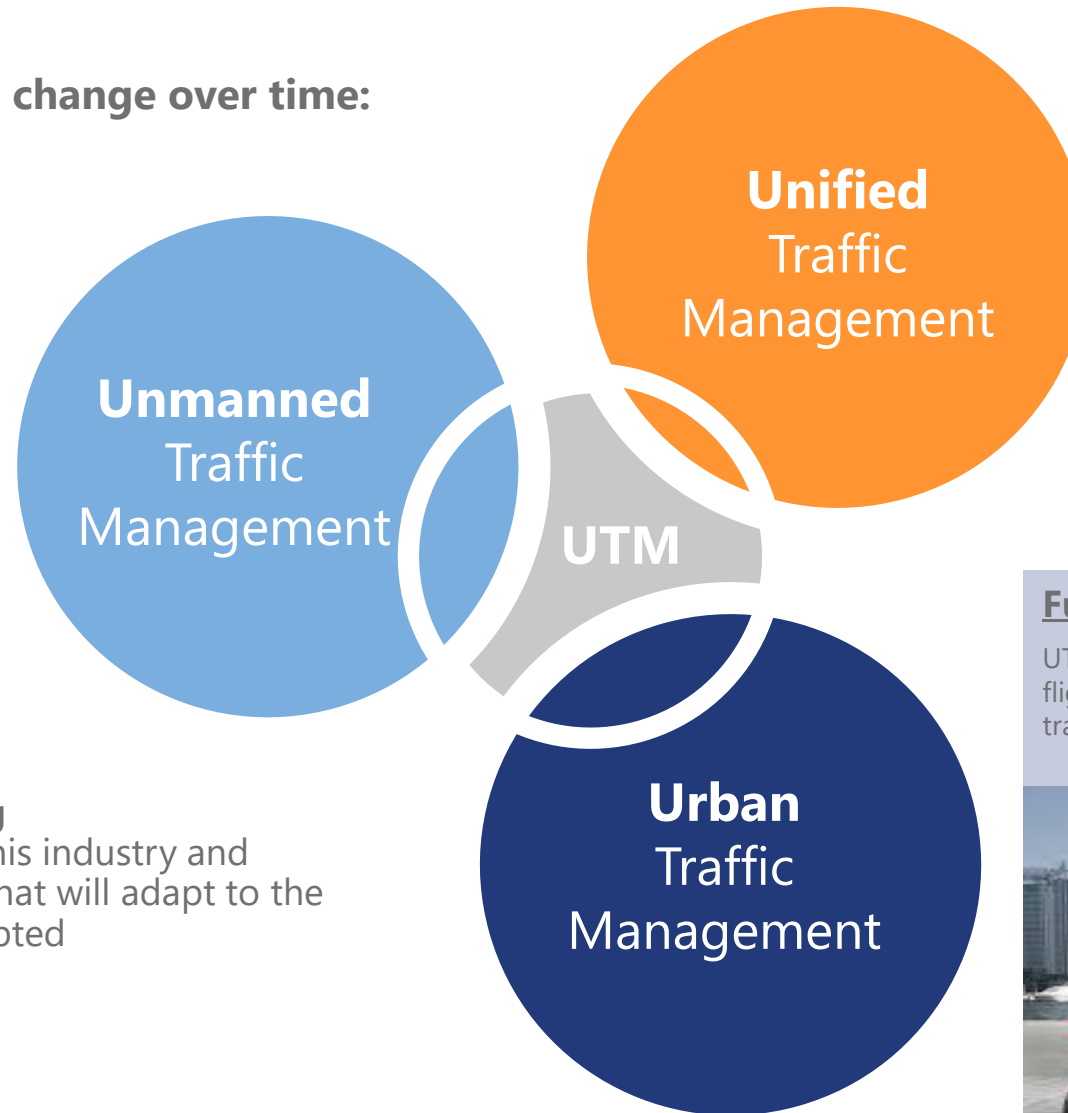 change over time:
Unified
Traffic
Management
Unmanned
Traffic
Management
UTM
Urban
Traffic
Management
his industry and
hat will adapt to the